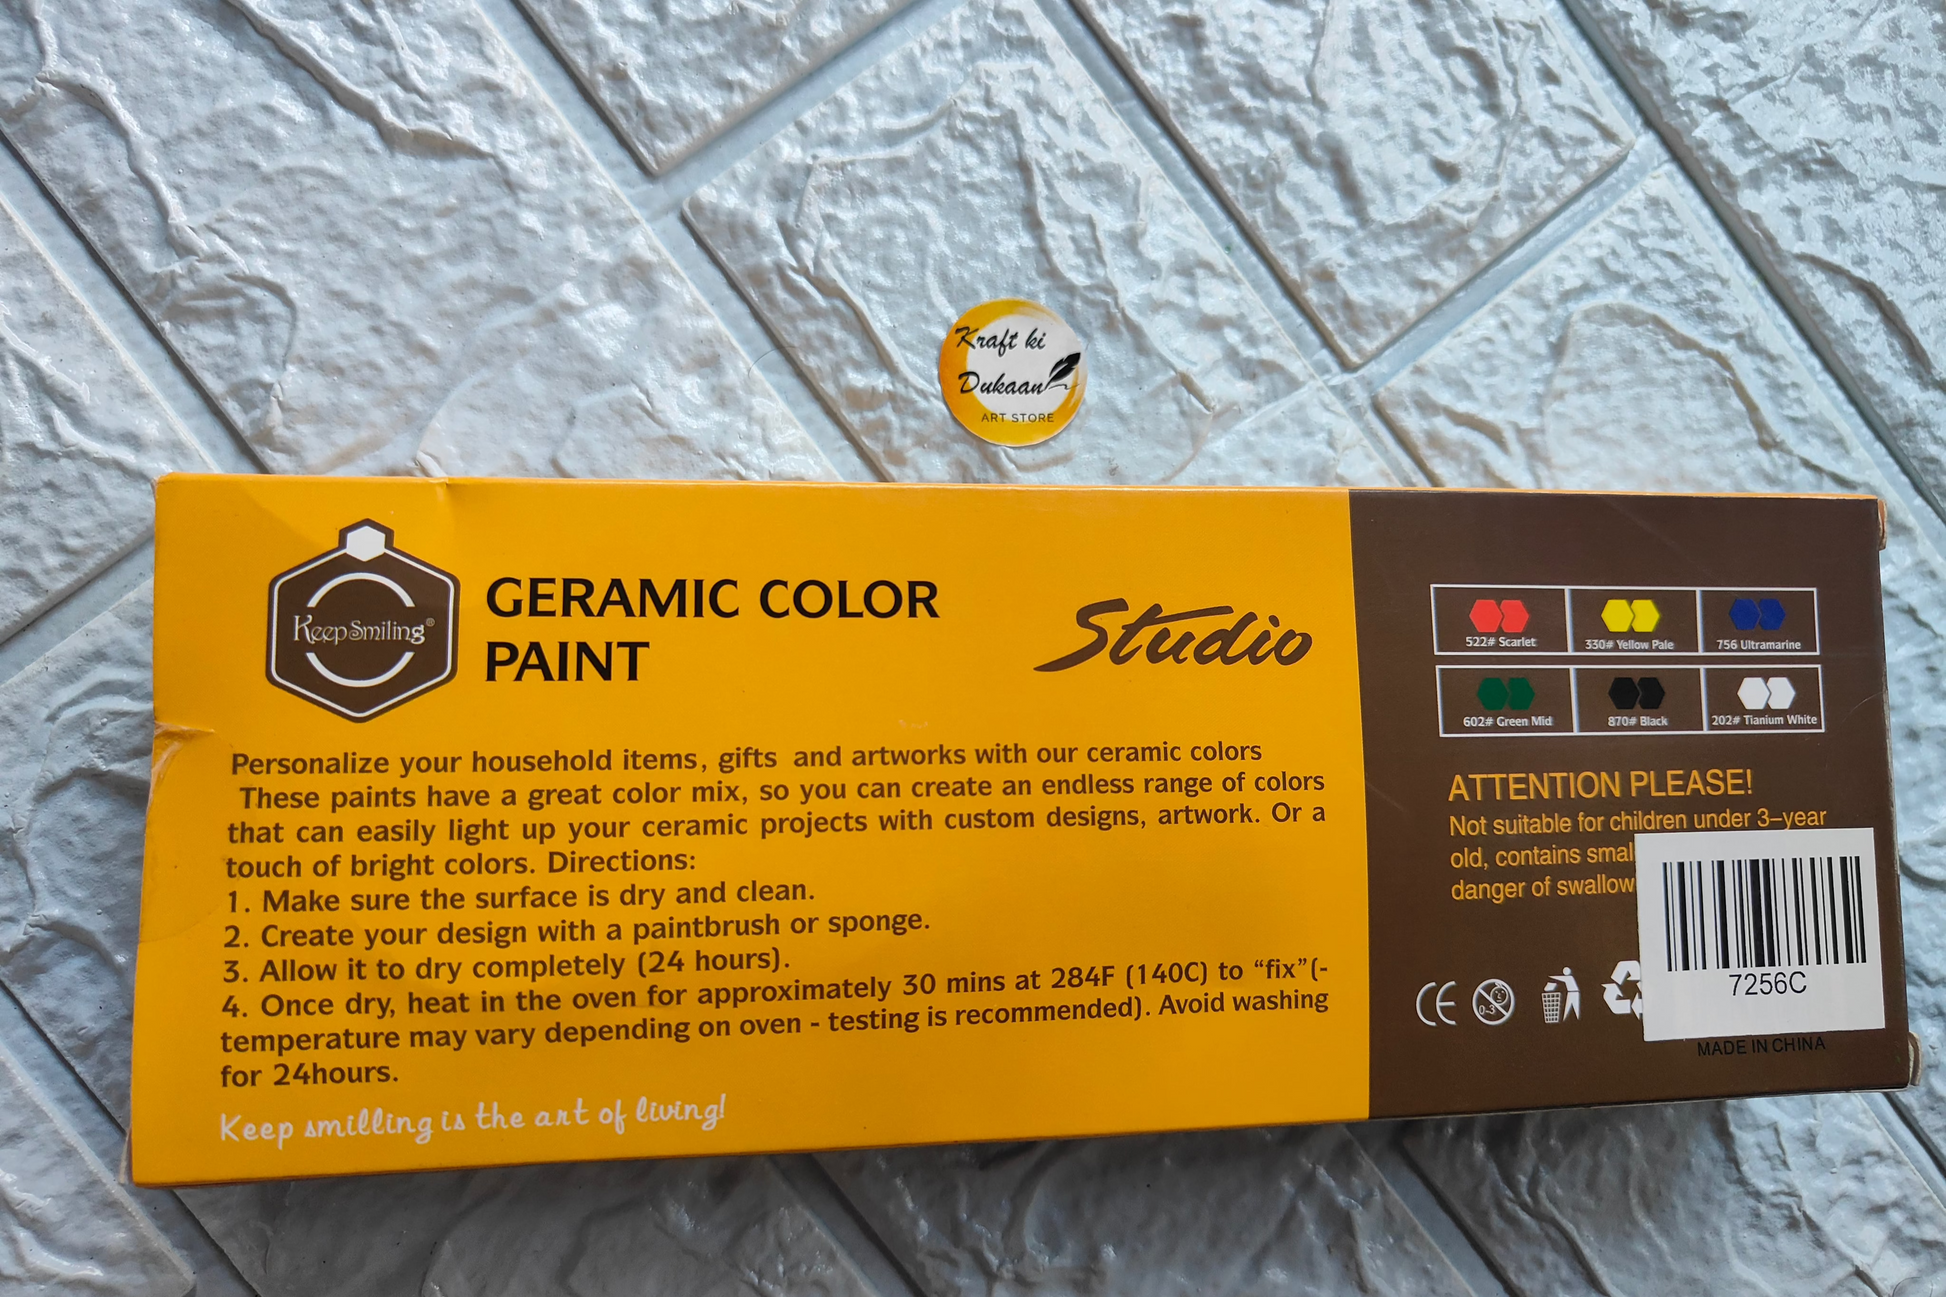 Kraft ki
Dukaan
ART STORE
KeepSmiling®
GERAMIC COLOR
PAINT
Studio
Personalize your household items, gifts and artworks with our ceramic colors
These paints have a great color mix, so you can create an endless range of colors
that can easily light up your ceramic projects with custom designs, artwork. Or a
touch of bright colors. Directions:
1. Make sure the surface is dry and clean.
2. Create your design with a paintbrush or sponge.
3. Allow it to dry completely (24 hours).
4. Once dry, heat in the oven for approximately 30 mins at 284F (140C) to “fix”(-
temperature may vary depending on oven - testing is recommended). Avoid washing
for 24hours.
Keep smilling is the art of living!
522# Scarlet
330# Yellow Pale
756 Ultramarine
602# Green Mid
870# Black
202# Tianium White
ATTENTION PLEASE!
Not suitable for children under 3–year
old, contains smal
danger of swallow
CE
0-3
7256C
MADE IN CHINA